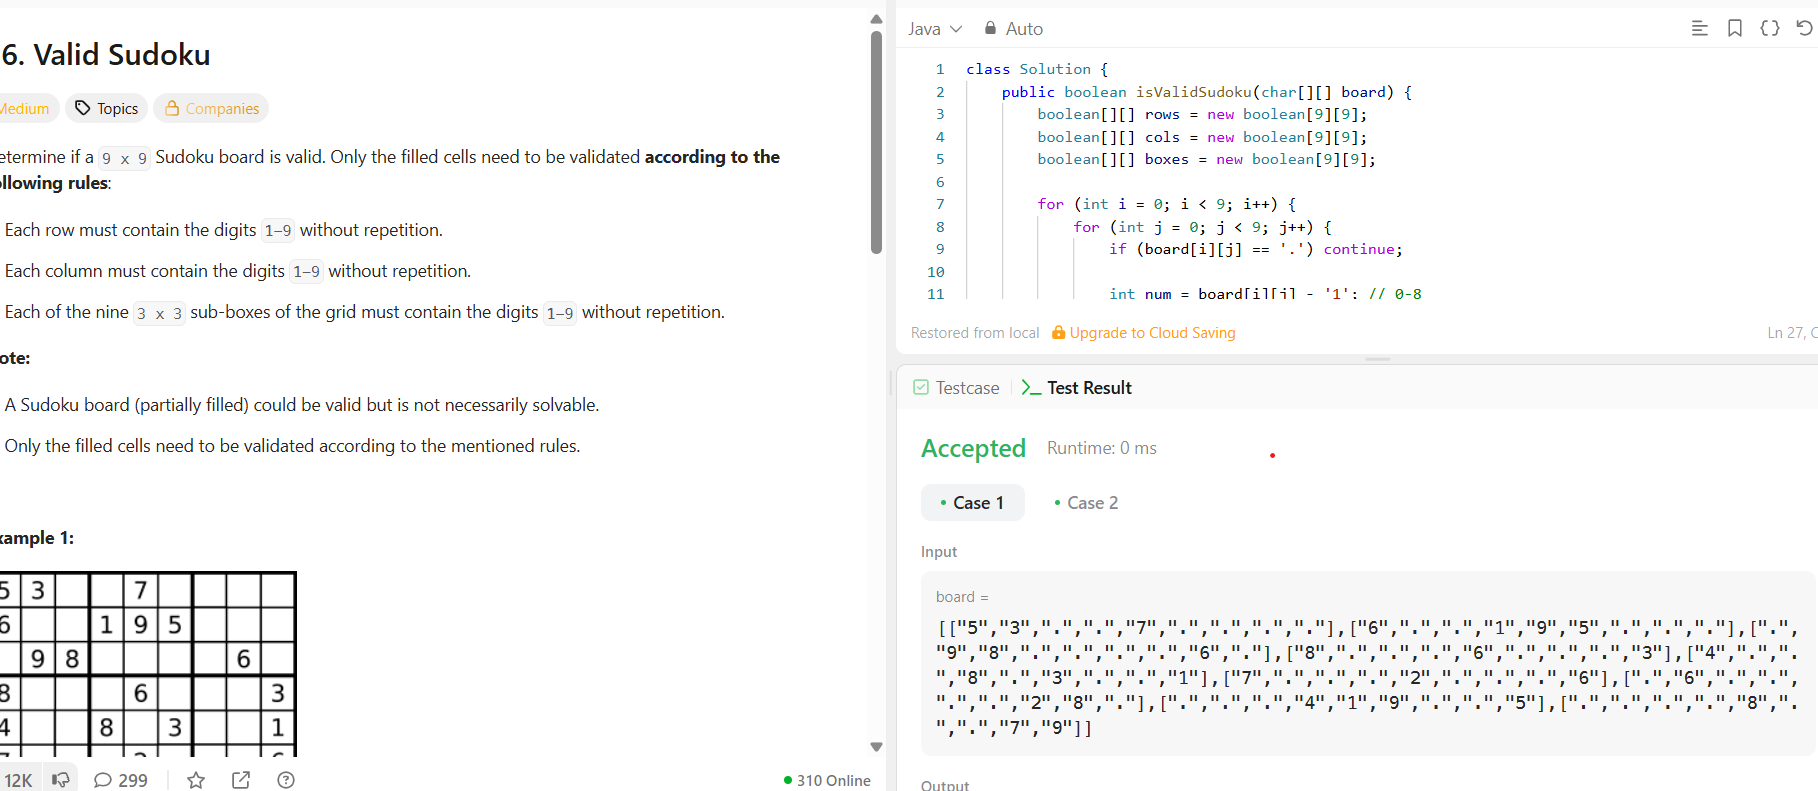 6. Valid Sudoku
Medium
Topics
Companies
etermine if a 9 x 9 Sudoku board is valid. Only the filled cells need to be validated according to the
llowing rules:
Each row must contain the digits 1-9 without repetition.
Each column must contain the digits 1-9 without repetition.
Each of the nine 3 x 3 sub-boxes of the grid must contain the digits 1-9 without repetition.
ote:
A Sudoku board (partially filled) could be valid but is not necessarily solvable.
Only the filled cells need to be validated according to the mentioned rules.
ample 1:
5 3 7
6 1 9 5
9 8 6
8 6 3
4 8 3 1
12K
299
310 Online
Java
Auto
1 class Solution {
2 public boolean isValidSudoku(char[][] board) {
3 boolean[][] rows = new boolean[9][9];
4 boolean[][] cols = new boolean[9][9];
5 boolean[][] boxes = new boolean[9][9];
6
7 for (int i = 0; i < 9; i++) {
8 for (int j = 0; j < 9; j++) {
9 if (board[i][j] == '.') continue;
10
11 int num = board[i][j] - '1'; // 0-8
Restored from local
Upgrade to Cloud Saving
Ln 27, C
Testcase
Test Result
Accepted
Runtime: 0 ms
Case 1
Case 2
Input
board =
[["5","3",".",".","7",".",".",".","."],["6",".",".","1","9","5",".",".","."],[".",
"9","8",".",".",".",".","6","."],["8",".",".",".","6",".",".",".","3"],["4",".",".
","8",".","3",".",".","1"],["7",".",".",".","2",".",".",".","6"],[".","6",".",".",
".",".","2","8","."],[".",".",".","4","1","9",".",".","5"],[".",".",".",".","8",".
",".","7","9"]]
Output